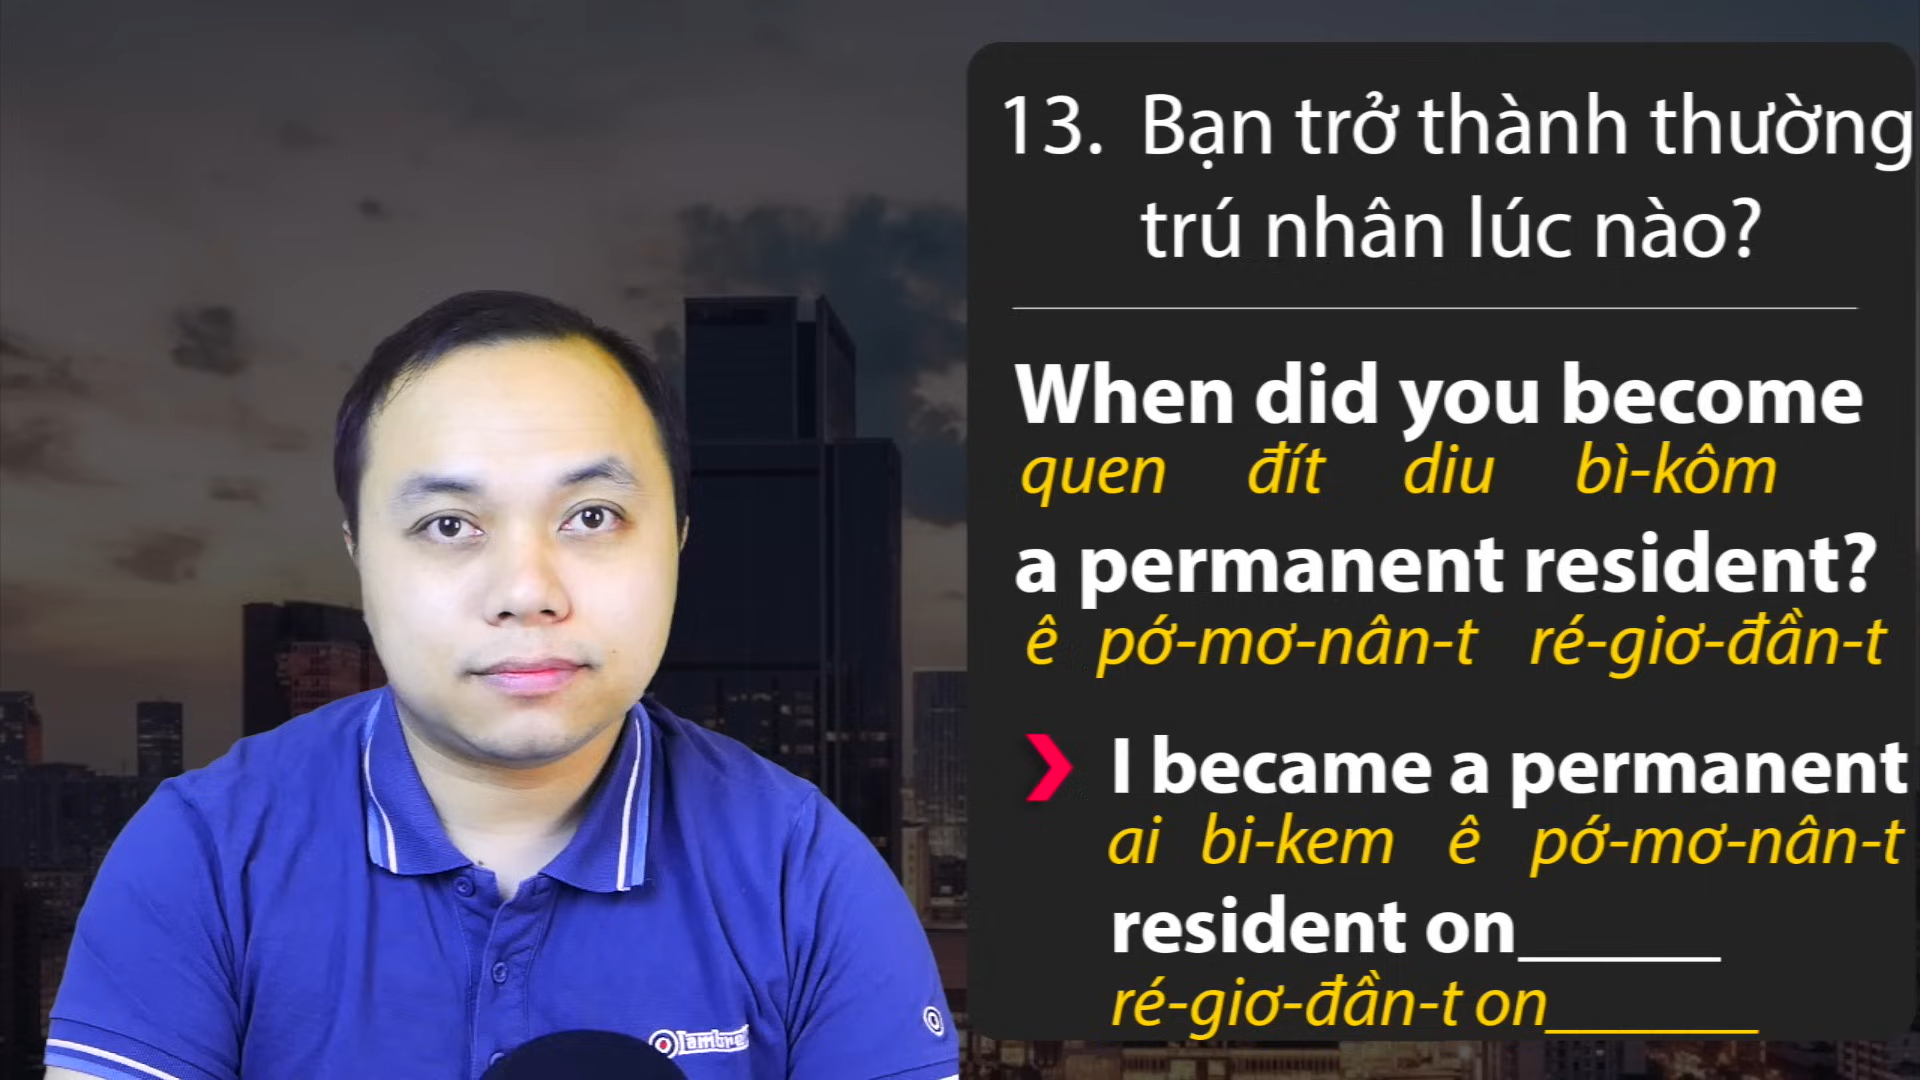 13. Bạn trở thành thường
trú nhân lúc nào?
When did you become
quen đít diu bì-kôm
a permanent resident?
ê pớ-mơ-nân-t ré-giơ-đần-t
I became a permanent
ai bi-kem ê pớ-mơ-nân-t
resident on______
ré-giơ-đần-t on______